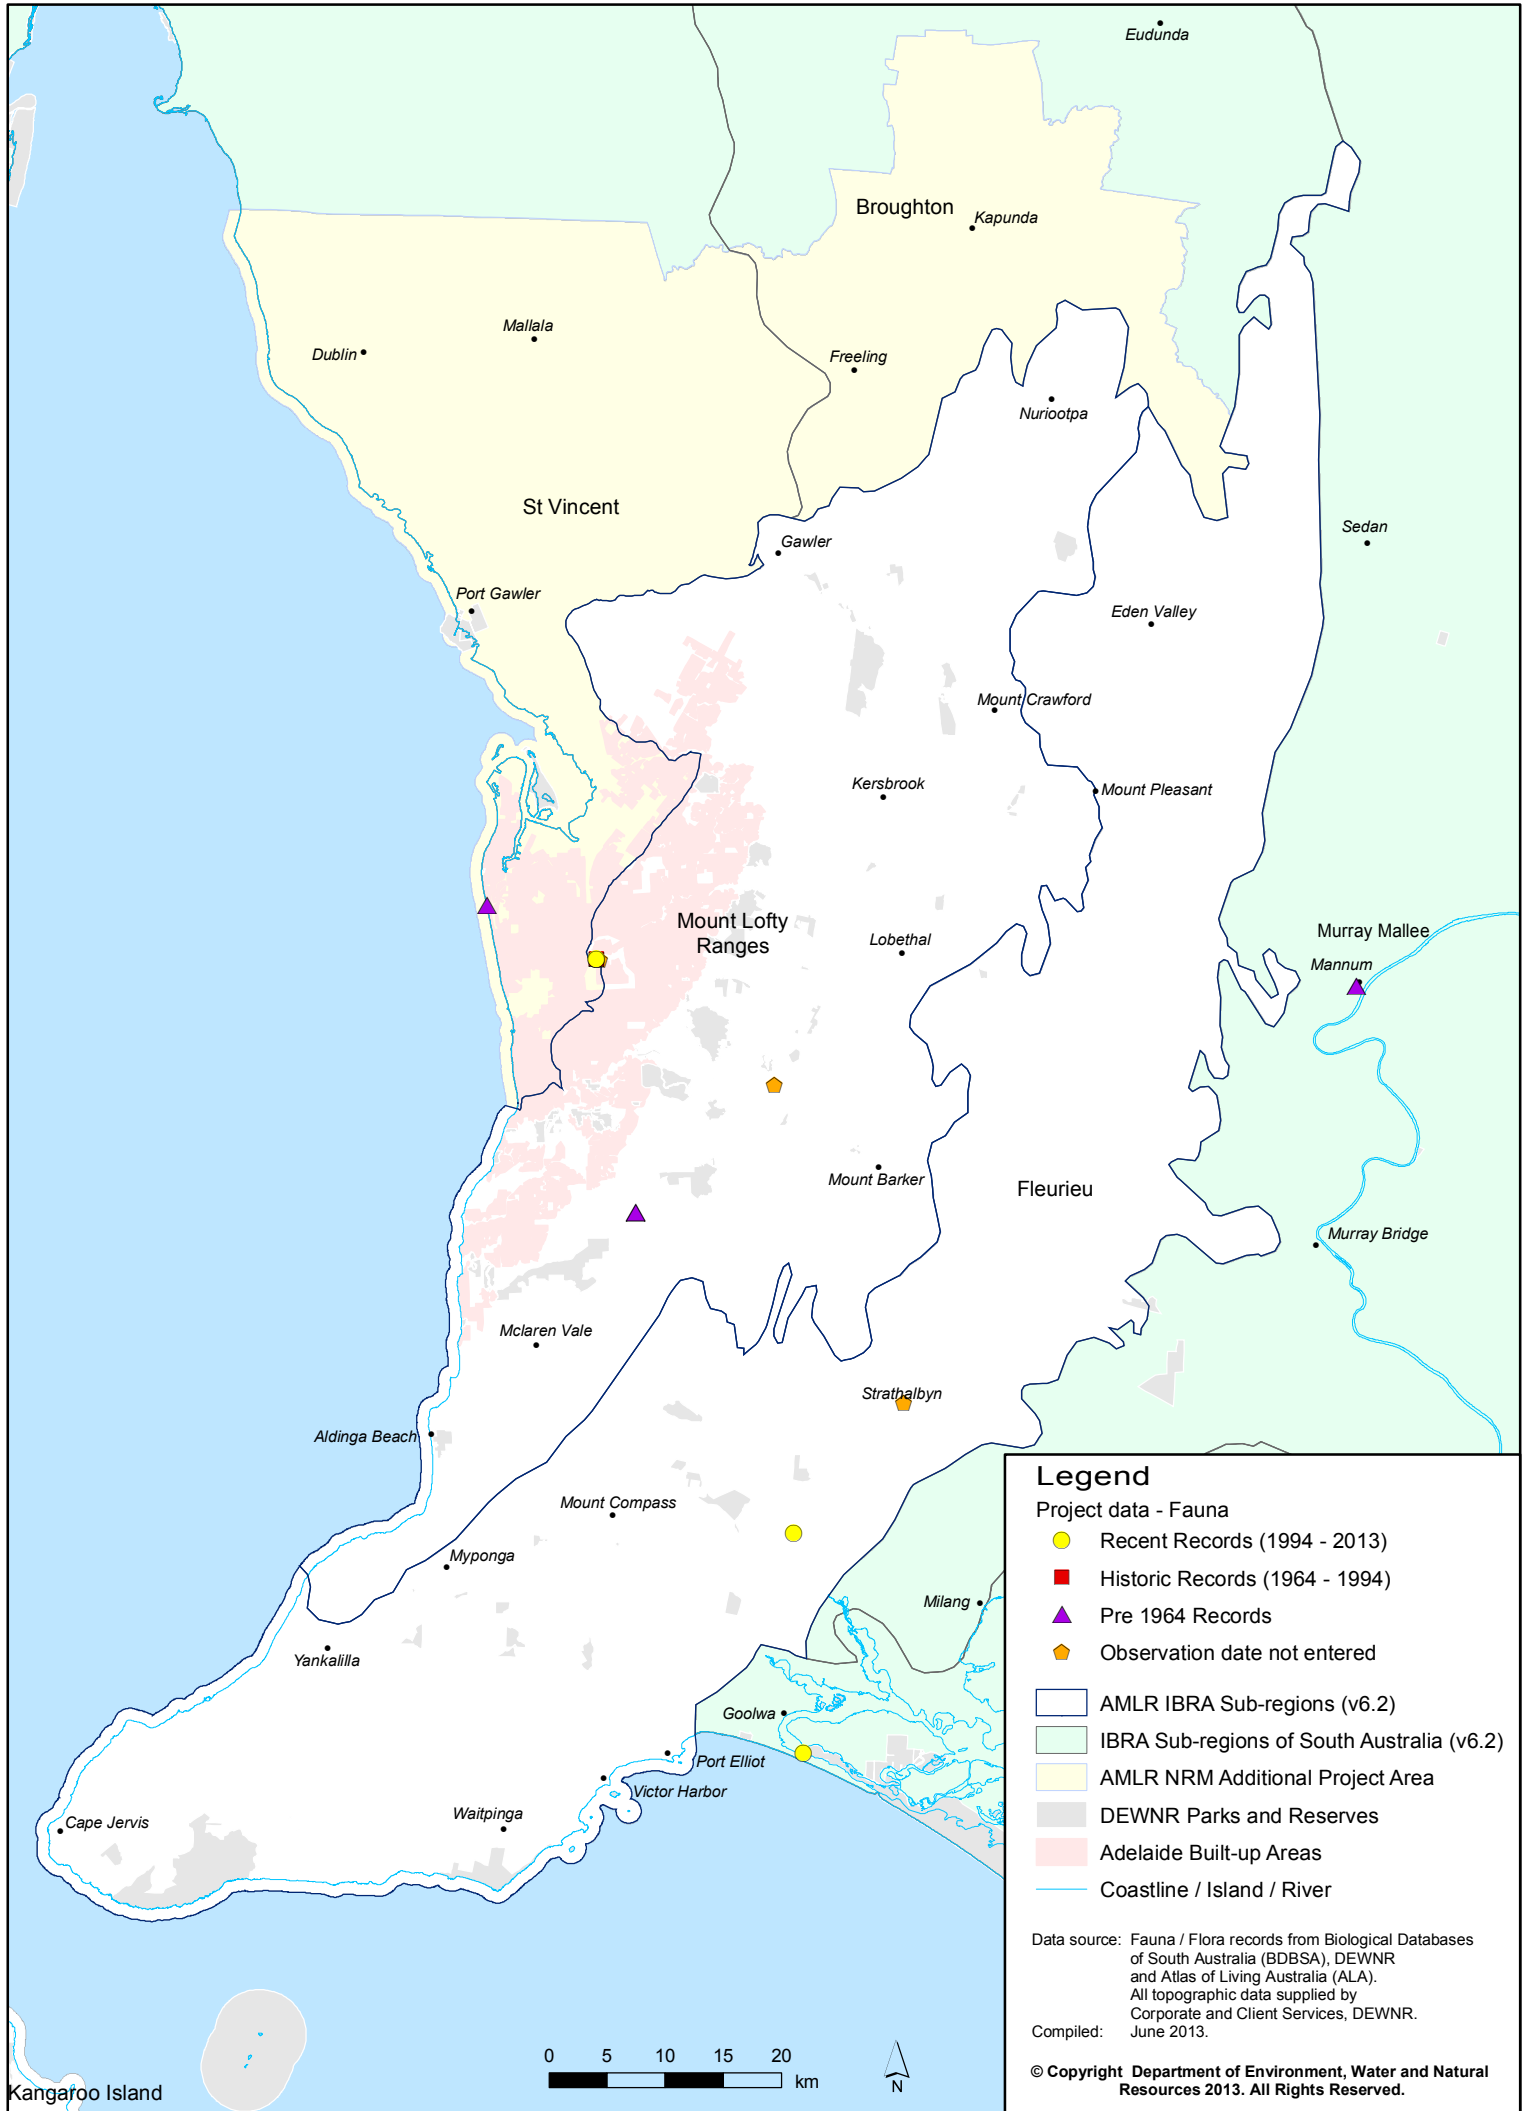 Eudunda
Broughton
Kapunda
Mallala
Dublin
Freeling
Nuriootpa
St Vincent
Sedan
Gawler
Port Gawler
Eden Valley
Mount Crawford
Kersbrook
Mount Pleasant
Mount Lofty
Ranges
Lobethal
Murray Mallee
Mannum
Mount Barker
Fleurieu
Murray Bridge
Mclaren Vale
Strathalbyn
Aldinga Beach
Mount Compass
Myponga
Milang
Yankalilla
Goolwa
Port Elliot
Victor Harbor
Waitpinga
Cape Jervis
Kangaroo Island
0 5 10 15 20
km
N
Legend
Project data - Fauna
Recent Records (1994 - 2013)
Historic Records (1964 - 1994)
Pre 1964 Records
Observation date not entered
AMLR IBRA Sub-regions (v6.2)
IBRA Sub-regions of South Australia (v6.2)
AMLR NRM Additional Project Area
DEWNR Parks and Reserves
Adelaide Built-up Areas
Coastline / Island / River
Data source: Fauna / Flora records from Biological Databases
of South Australia (BDBSA), DEWNR
and Atlas of Living Australia (ALA).
All topographic data supplied by
Corporate and Client Services, DEWNR.
Compiled: June 2013.
© Copyright Department of Environment, Water and Natural
Resources 2013. All Rights Reserved.